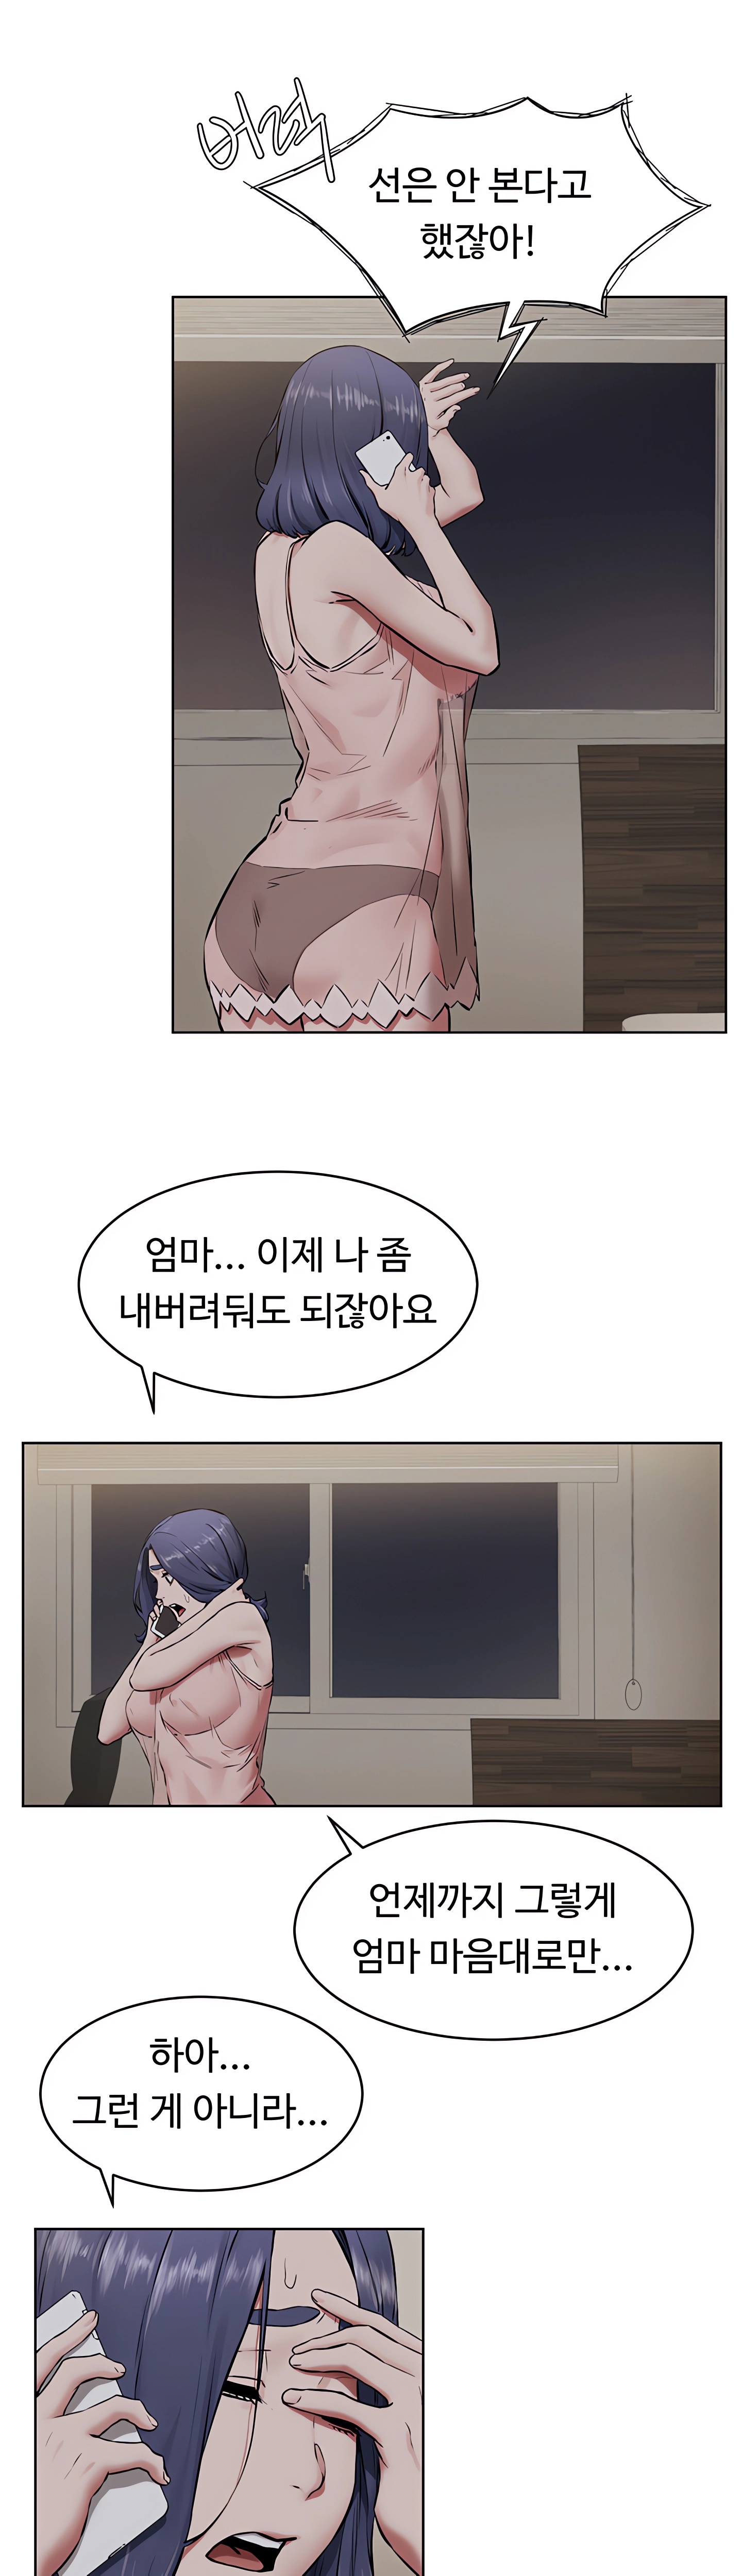 버럭
선은 안 본다고
했잖아!
엄마... 이제 나 좀
내버려둬도 되잖아요
언제까지 그렇게
엄마 마음대로만...
하아...
그런 게 아니라...